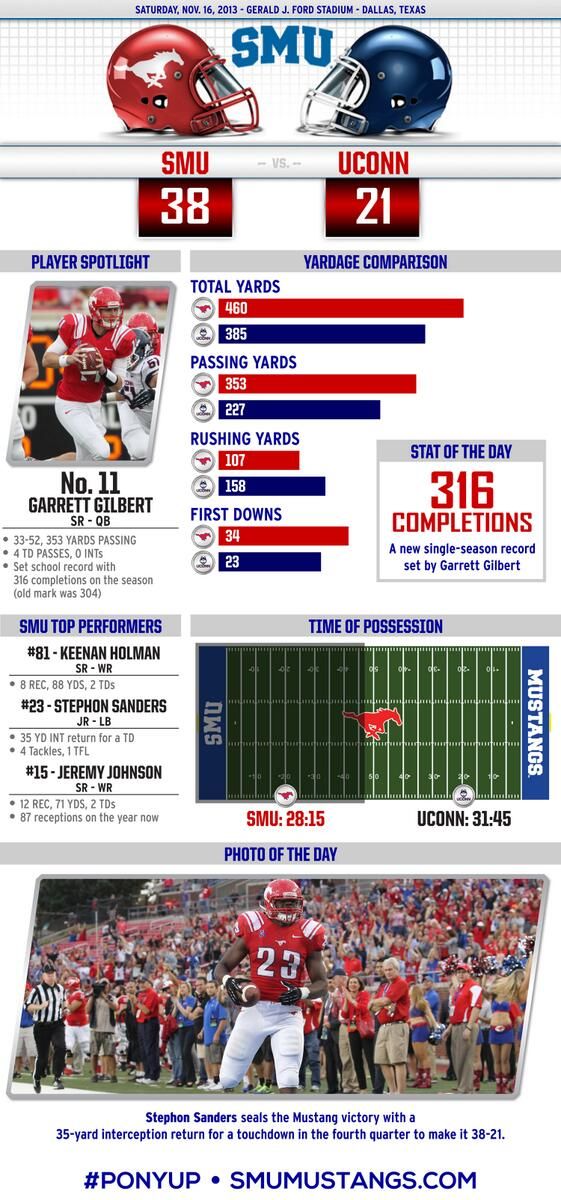 SATURDAY, NOV. 16, 2013 - GERALD J. FORD STADIUM - DALLAS, TEXAS
SMU
SMU
-- VS. --
UCONN
38
21
PLAYER SPOTLIGHT
No. 11
GARRETT GILBERT
SR - QB
• 33-52, 353 YARDS PASSING
• 4 TD PASSES, 0 INTs
• Set school record with
316 completions on the season
(old mark was 304)
YARDAGE COMPARISON
TOTAL YARDS
460
UCONN
385
PASSING YARDS
353
UCONN
227
RUSHING YARDS
107
UCONN
158
FIRST DOWNS
34
UCONN
23
STAT OF THE DAY
316
COMPLETIONS
A new single-season record
set by Garrett Gilbert
SMU TOP PERFORMERS
#81 - KEENAN HOLMAN
SR - WR
• 8 REC, 88 YDS, 2 TDs
#23 - STEPHON SANDERS
JR - LB
• 35 YD INT return for a TD
• 4 Tackles, 1 TFL
#15 - JEREMY JOHNSON
SR - WR
• 12 REC, 71 YDS, 2 TDs
• 87 receptions on the year now
TIME OF POSSESSION
SMU
MUSTANGS
UCONN
SMU: 28:15
UCONN: 31:45
PHOTO OF THE DAY
23
Stephon Sanders seals the Mustang victory with a
35-yard interception return for a touchdown in the fourth quarter to make it 38-21.
#PONYUP • SMUMUSTANGS.COM